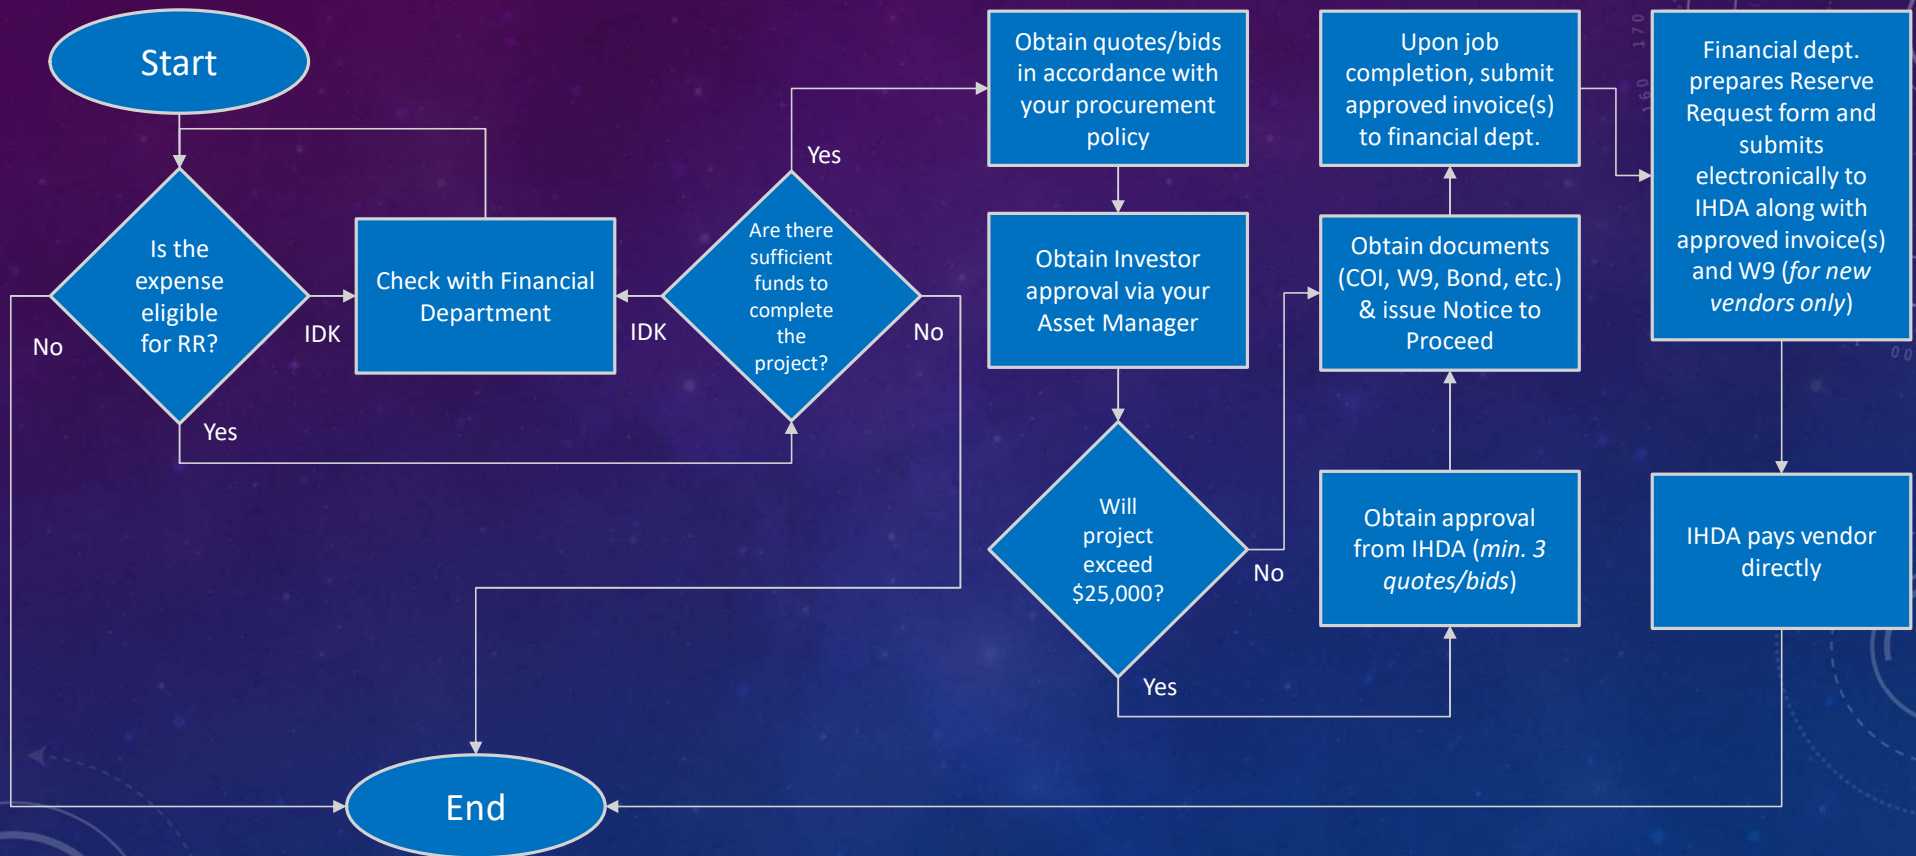 Start
Is the
expense
eligible
for RR?
No
IDK
Yes
Check with Financial
Department
Are there
sufficient
funds to
complete
the
project?
IDK
Yes
No
Obtain quotes/bids
in accordance with
your procurement
policy
Obtain Investor
approval via your
Asset Manager
Will
project
exceed
$25,000?
No
Yes
Obtain approval
from IHDA (min. 3
quotes/bids)
Obtain documents
(COI, W9, Bond, etc.)
& issue Notice to
Proceed
Upon job
completion, submit
approved invoice(s)
to financial dept.
Financial dept.
prepares Reserve
Request form and
submits
electronically to
IHDA along with
approved invoice(s)
and W9 (for new
vendors only)
IHDA pays vendor
directly
End
170
160